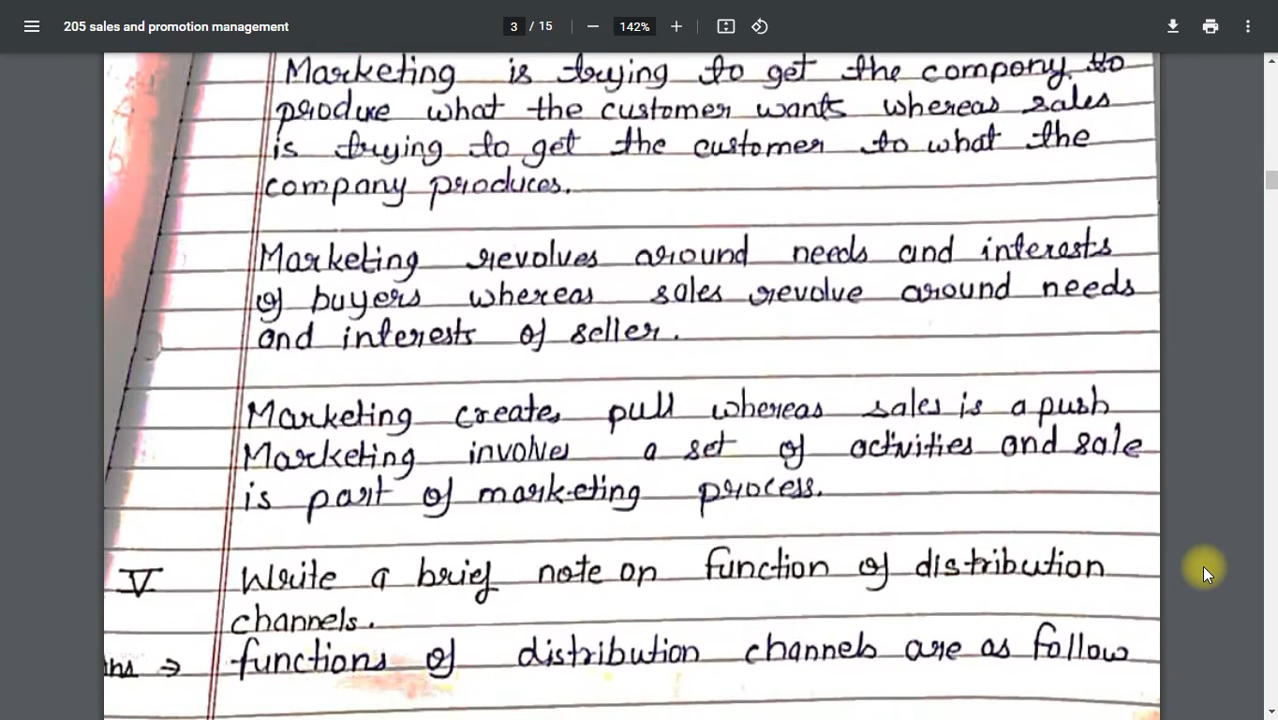 205 sales and promotion management
3 / 15
142%
Marketing is trying to get the company to
produce what the customer wants whereas sales
is trying to get the customer to what the
company produces.
Marketing revolves around needs and interests
of buyers whereas sales revolve around needs
and interests of seller.
Marketing creates pull whereas sales is a push
Marketing involves a set of activities and sale
is part of marketing process.
V Write a brief note on function of distribution
channels.
ans → functions of distribution channels are as follow